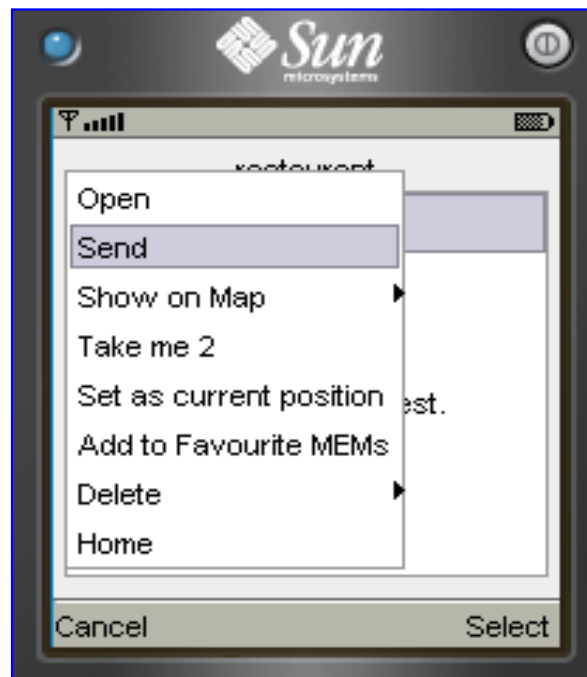 Sun
microsystems
Open
Send
Show on Map
Take me 2
Set as current position
est.
Add to Favourite MEMs
Delete
Home
Cancel
Select